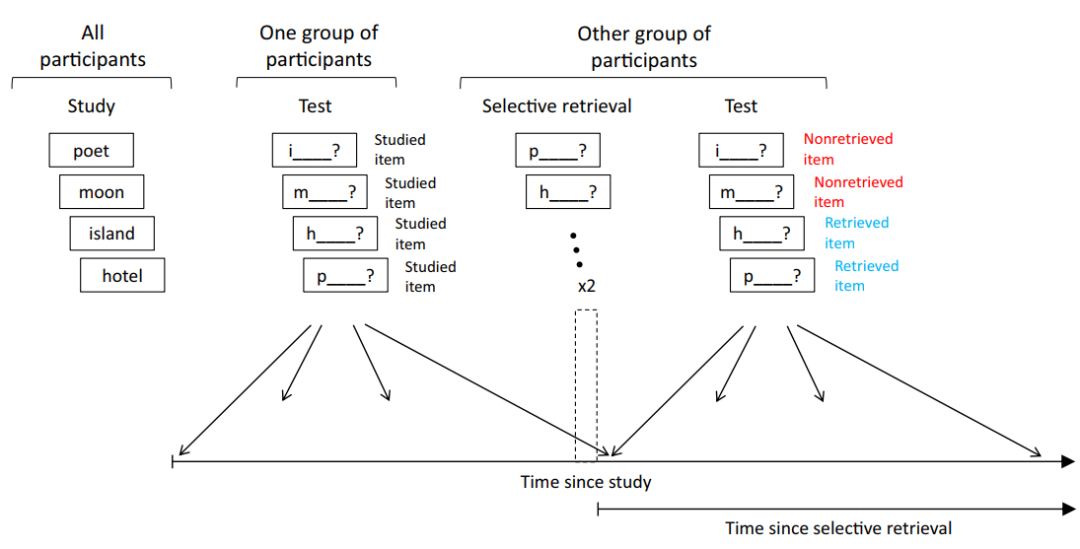 All
participants
One group of
participants
Other group of
participants
Study
Test
Selective retrieval
Test
poet
moon
island
hotel
i____?
Studied
item
m____?
Studied
item
h____?
Studied
item
p____?
Studied
item
p____?
h____?
x2
i____?
Nonretrieved
item
m____?
Nonretrieved
item
h____?
Retrieved
item
p____?
Retrieved
item
Time since study
Time since selective retrieval